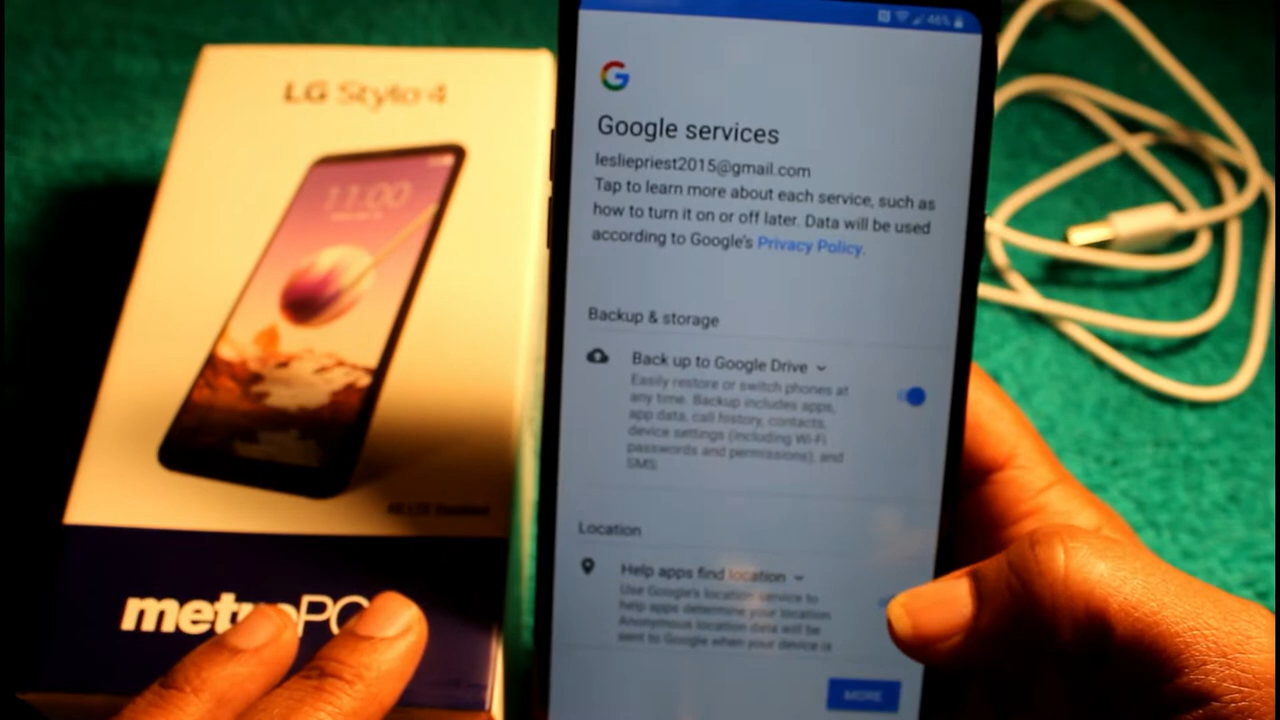 LG Stylo 4
11:00
metroPC
46%
Google services
lesliepriest2015@gmail.com
Tap to learn more about each service, such as
how to turn it on or off later. Data will be used
according to Google's Privacy Policy.
Backup & storage
Back up to Google Drive
Easily restore or switch phones at
any time. Backup includes apps,
app data, call history, contacts,
device settings (including Wi-Fi
passwords and permissions), and
SMS.
Location
Help apps find location
Use Google's location service to
help apps determine your location.
Anonymous location data will be
sent to Google when your device is
MORE